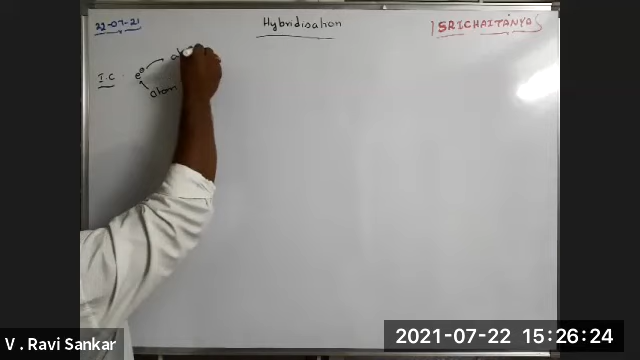 22-07-21
Hybridisation
SRICHAITANYA
I.C
e⊖
atom
V . Ravi Sankar
2021-07-22 15:26:24